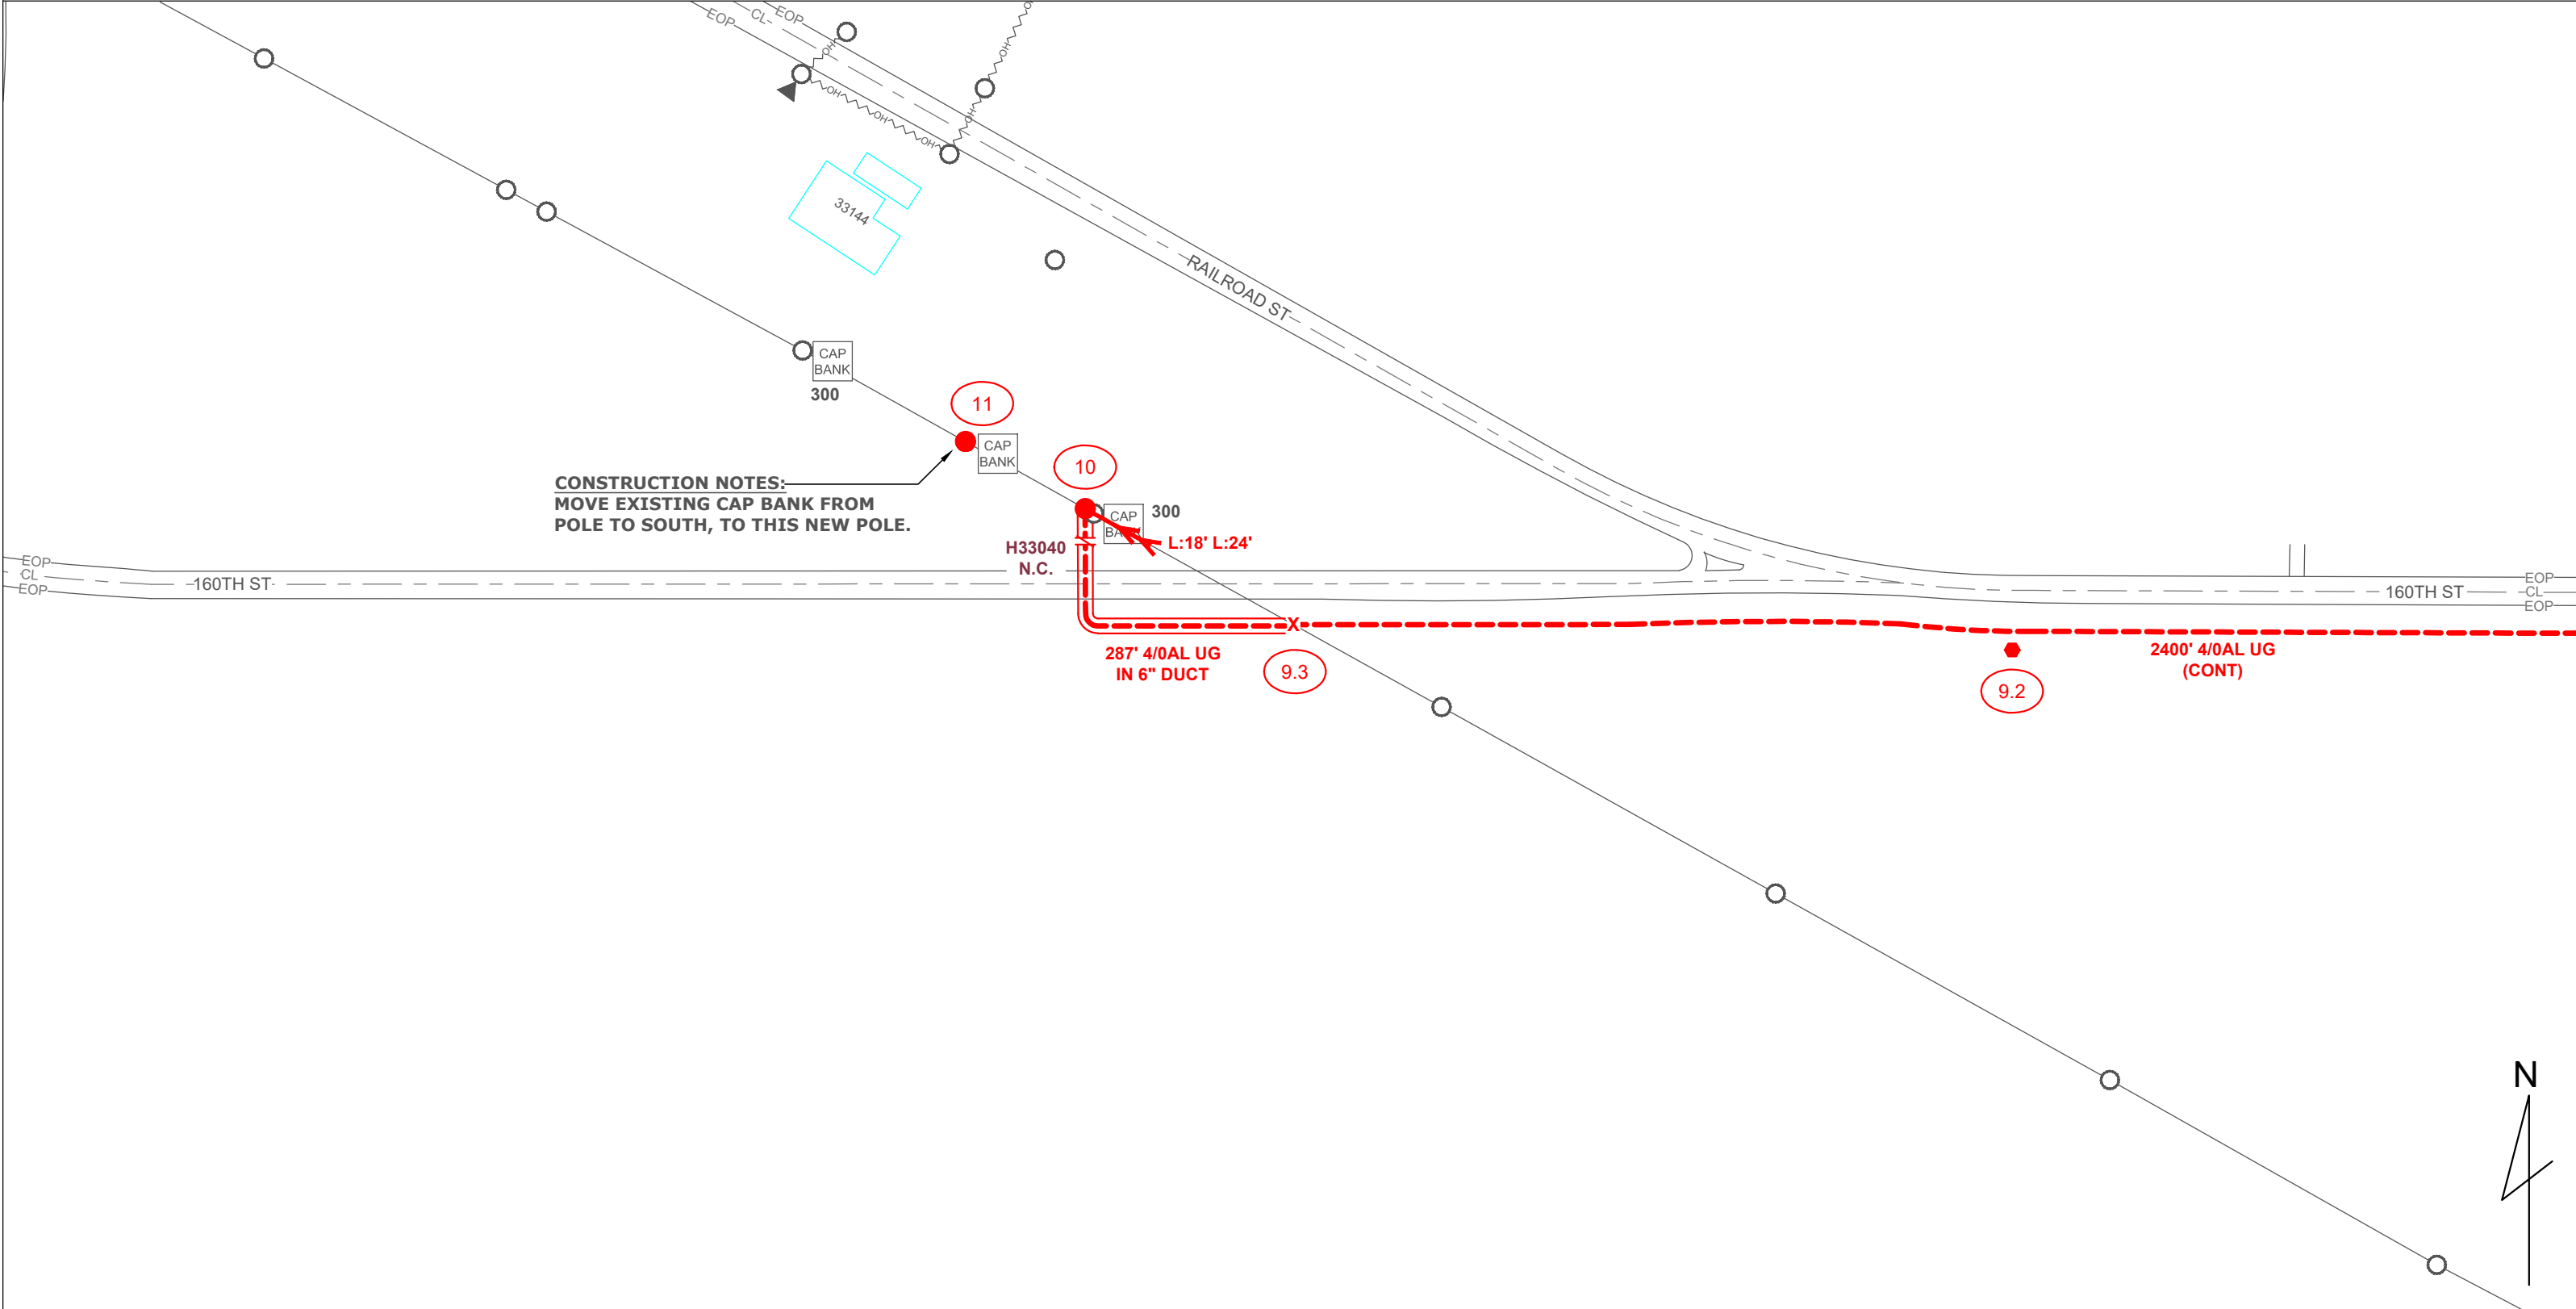 EOP
CL
EOP
OH
OH
OH
OH
OH
OH
O
33144
RAILROAD ST
CAP
BANK
300
11
CAP
BANK
10
CONSTRUCTION NOTES:
MOVE EXISTING CAP BANK FROM
POLE TO SOUTH, TO THIS NEW POLE.
CAP
BANK
300
L:18' L:24'
H33040
N.C.
EOP
CL
EOP
160TH ST
160TH ST
EOP
CL
EOP
X
287' 4/0AL UG
IN 6" DUCT
9.3
2400' 4/0AL UG
(CONT)
9.2
N